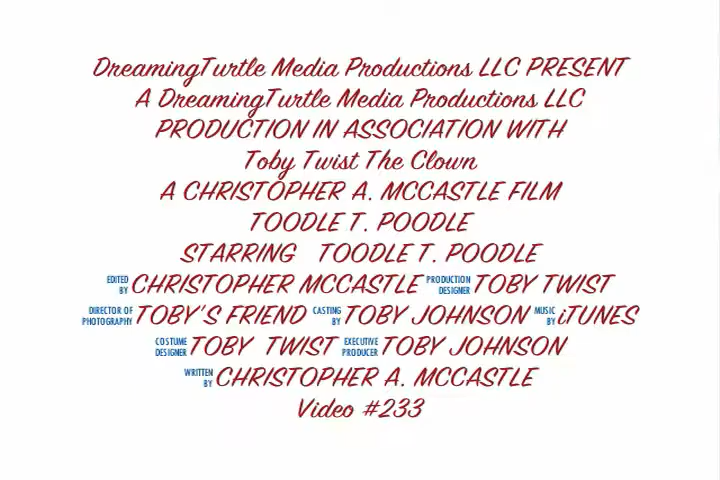 DreamingTurtle Media Productions LLC PRESENT
A DreamingTurtle Media Productions LLC
PRODUCTION IN ASSOCIATION WITH
Toby Twist The Clown
A CHRISTOPHER A. MCCASTLE FILM
TOODLE T. POODLE
STARRING TOODLE T. POODLE
EDITED BY CHRISTOPHER MCCASTLE PRODUCTION DESIGNER TOBY TWIST
DIRECTOR OF PHOTOGRAPHY TOBY'S FRIEND CASTING BY TOBY JOHNSON MUSIC BY iTUNES
COSTUME DESIGNER TOBY TWIST EXECUTIVE PRODUCER TOBY JOHNSON
WRITTEN BY CHRISTOPHER A. MCCASTLE
Video #233